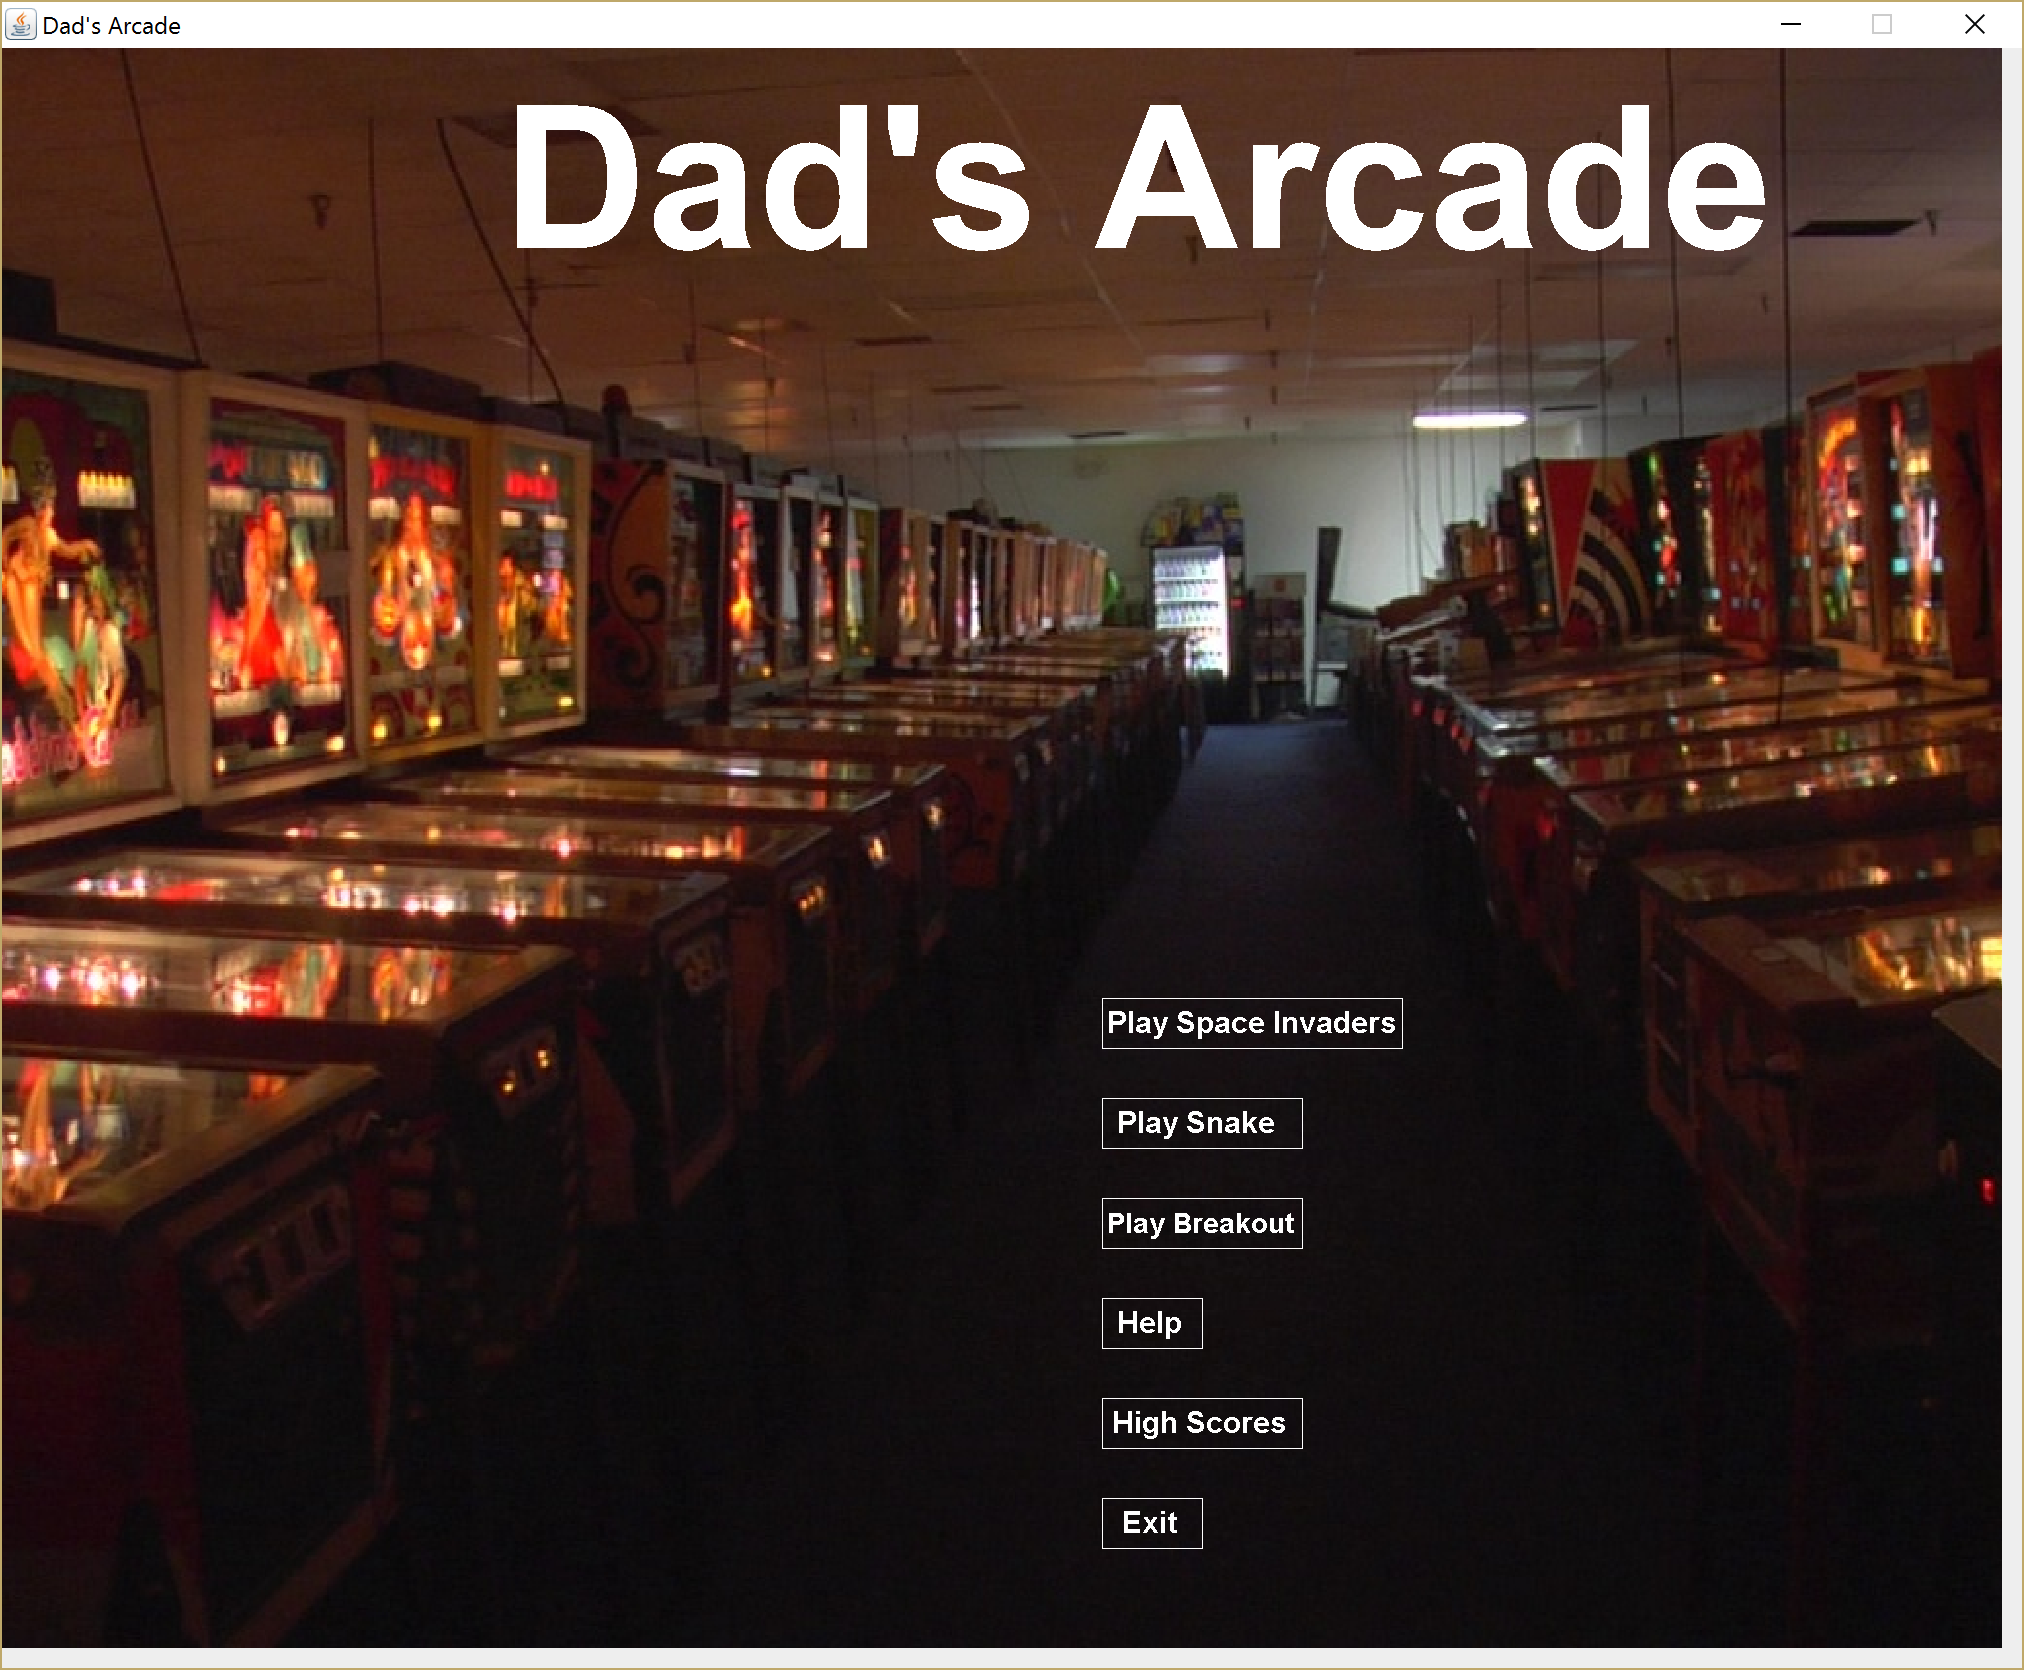 Dad's Arcade
Dad's Arcade
Play Space Invaders
Play Snake
Play Breakout
Help
High Scores
Exit